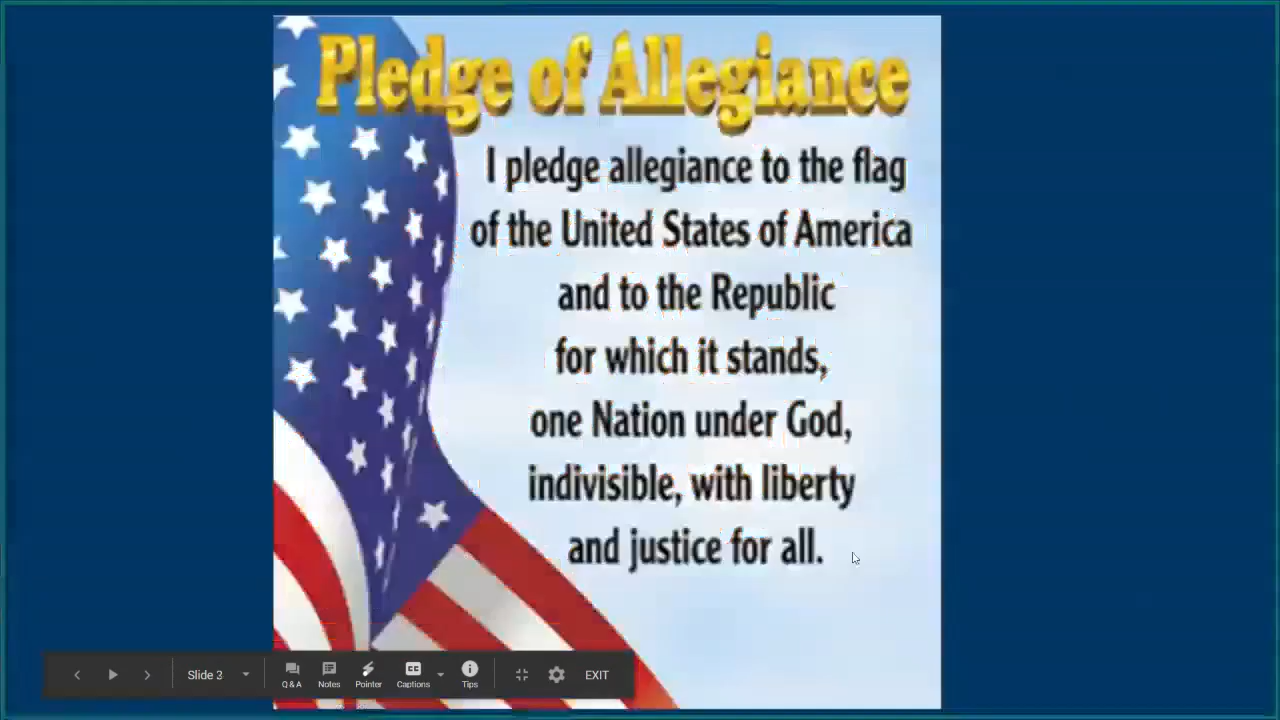 Pledge of Allegiance
I pledge allegiance to the flag
of the United States of America
and to the Republic
for which it stands,
one Nation under God,
indivisible, with liberty
and justice for all.
Slide 3
Q & A
Notes
Pointer
CC
Captions
Tips
EXIT